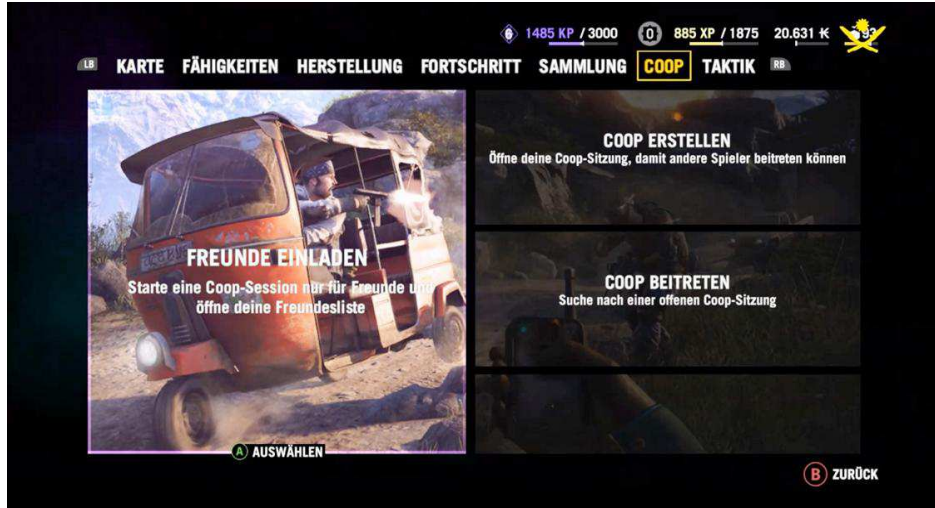 6 1485 KP / 3000 0 885 XP / 1875 20.631 93
LB KARTE FÄHIGKEITEN HERSTELLUNG FORTSCHRITT SAMMLUNG COOP TAKTIK RB
FREUNDE EINLADEN
Starte eine Coop-Session nur für Freunde und
öffne deine Freundesliste
A AUSWÄHLEN
COOP ERSTELLEN
Öffne deine Coop-Sitzung, damit andere Spieler beitreten können
COOP BEITRETEN
Suche nach einer offenen Coop-Sitzung
B ZURÜCK